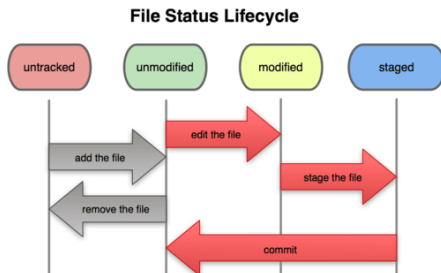 File Status Lifecycle
untracked
unmodified
modified
staged
edit the file
add the file
stage the file
remove the file
commit